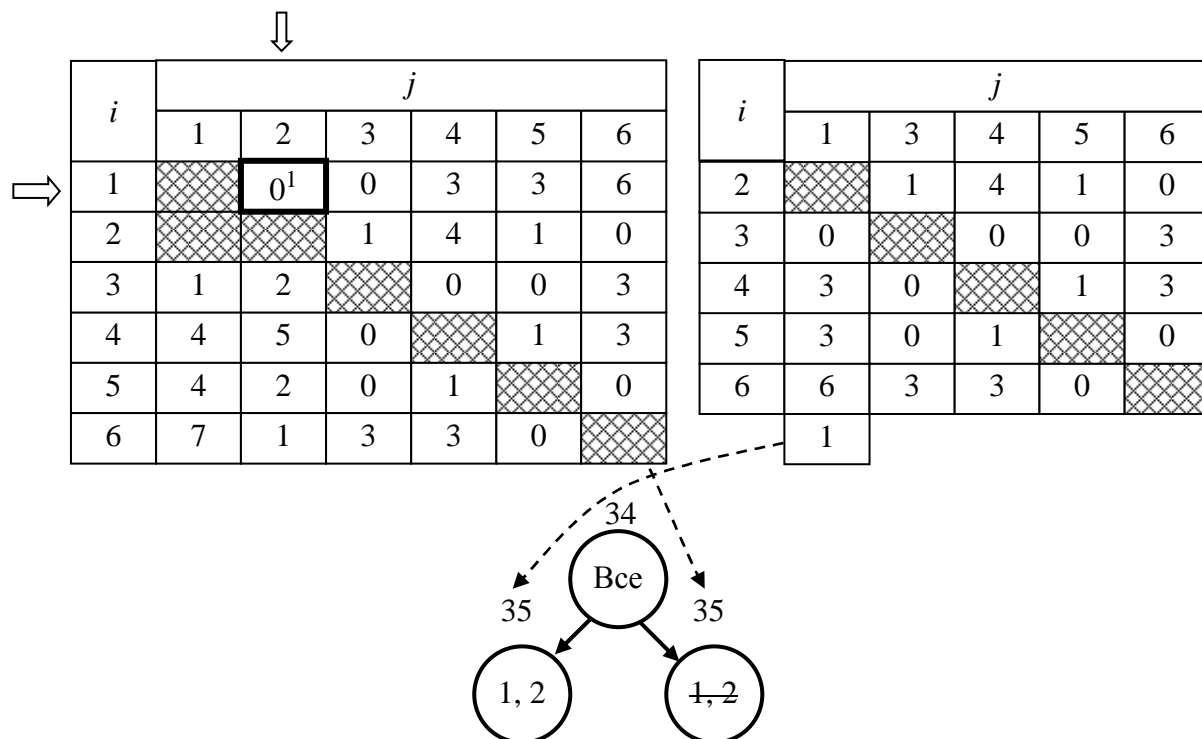 i j
1 2 3 4 5 6
1 0¹ 0 3 3 6
2 1 4 1 0
3 1 2 0 0 3
4 4 5 0 1 3
5 4 2 0 1 0
6 7 1 3 3 0
i j
1 3 4 5 6
2 1 4 1 0
3 0 0 0 3
4 3 0 1 3
5 3 0 1 0
6 6 3 3 0
1
34
Все
35 35
1, 2 1, 2